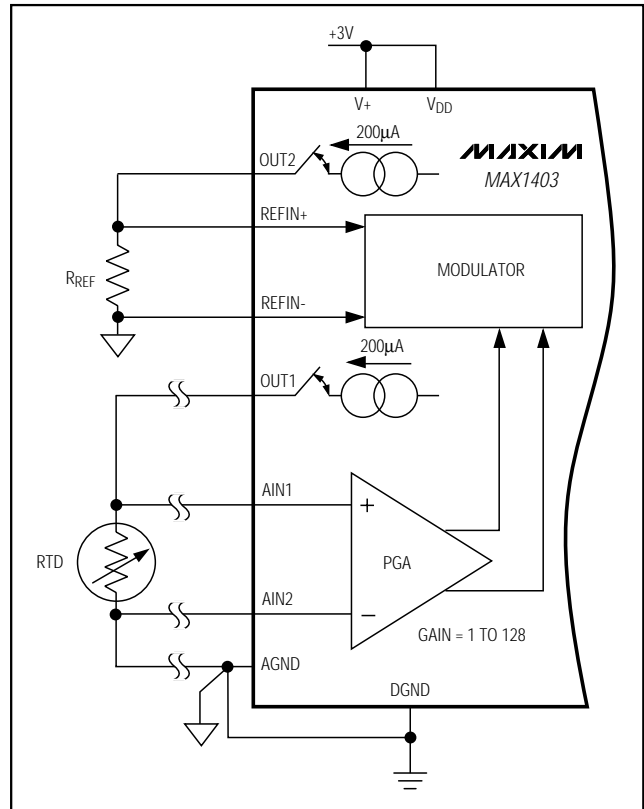 +3V
V+ VDD
200µA
OUT2
MAXIM
MAX1403
REFIN+
RREF
MODULATOR
REFIN-
200µA
OUT1
AIN1
+
RTD
PGA
AIN2
−
GAIN = 1 TO 128
AGND
DGND